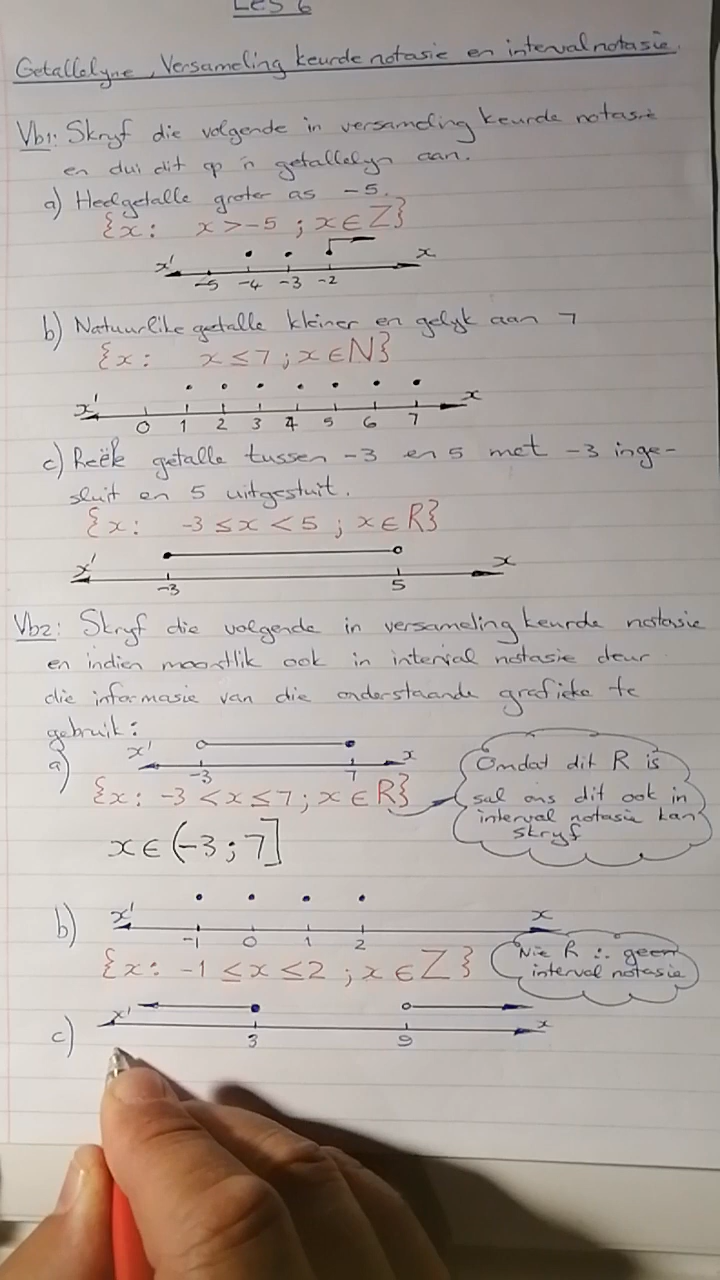 Les 6
Getallelyne, Versameling keurde notasie en intervalnotasie.
Vb1: Skryf die volgende in versameling keurde notasie
en dui dit op 'n getallelyn aan.
a) Heelgetalle groter as -5.
{x: x > -5 ; x ∈ Z}
x' x
-5 -4 -3 -2
b) Natuurlike getalle kleiner en gelyk aan 7
{x: x ≤ 7 ; x ∈ N}
x' x
0 1 2 3 4 5 6 7
c) Reële getalle tussen -3 en 5 met -3 inge-
sluit en 5 uitgesluit.
{x: -3 ≤ x < 5 ; x ∈ R}
x' x
-3 5
Vb2: Skryf die volgende in versameling keurde notasie
en indien moontlik ook in interval notasie deur
die informasie van die onderstaande grafieke te
gebruik:
a) x' x
-3 7
{x: -3 < x ≤ 7 ; x ∈ R}
Omdat dit R is
sal ons dit ook in
interval notasie kan
skryf
x ∈ (-3 ; 7]
b) x' x
-1 0 1 2
{x: -1 ≤ x ≤ 2 ; x ∈ Z}
Nie R ∴ geen
interval notasie
c) x' x
3 9